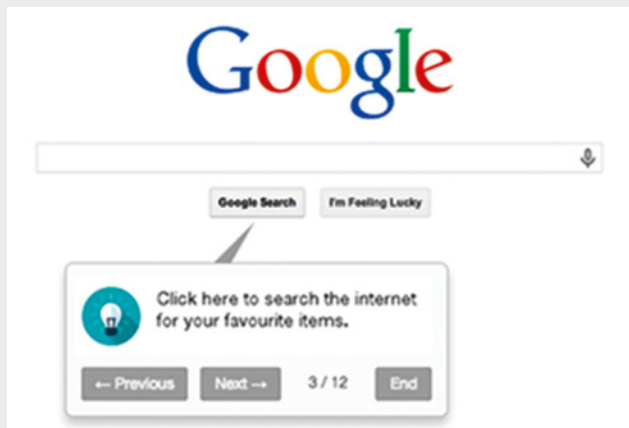 Google
Google Search I'm Feeling Lucky
Click here to search the internet
for your favourite items.
← Previous Next → 3 / 12 End